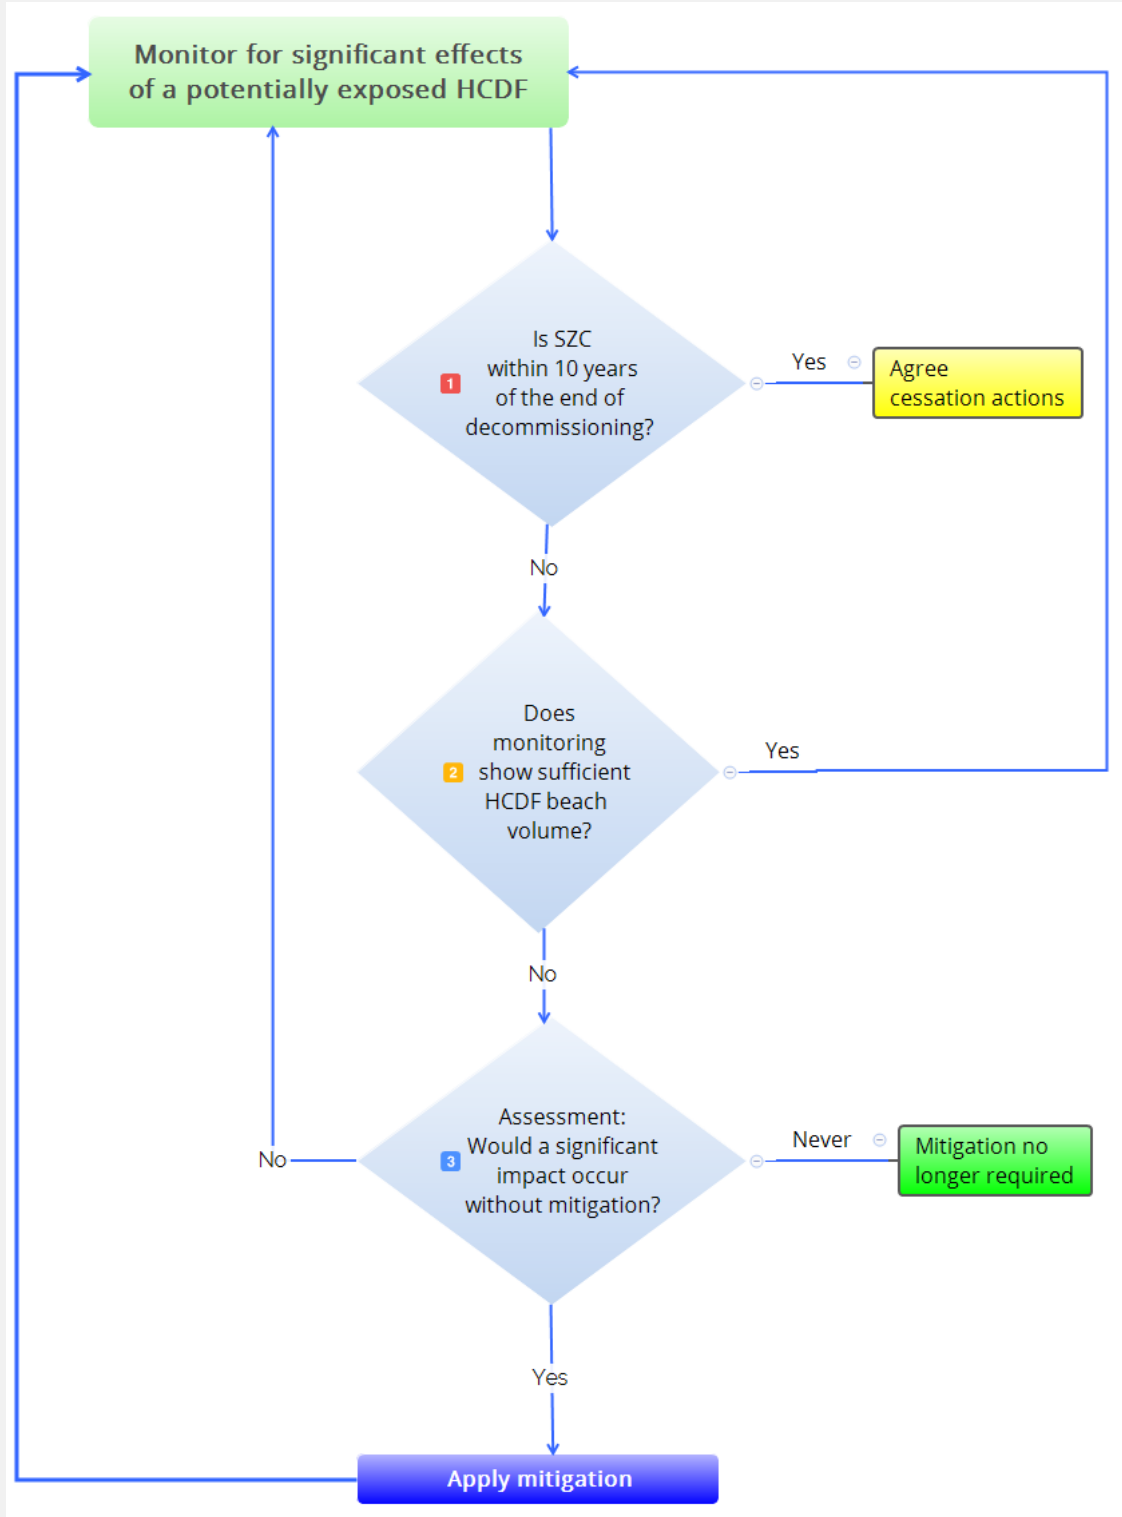 Monitor for significant effects
of a potentially exposed HCDF
Is SZC
within 10 years
of the end of
decommissioning?
1
Yes
Agree
cessation actions
No
Does
monitoring
show sufficient
HCDF beach
volume?
2
Yes
No
Assessment:
Would a significant
impact occur
without mitigation?
3
No
Never
Mitigation no
longer required
Yes
Apply mitigation